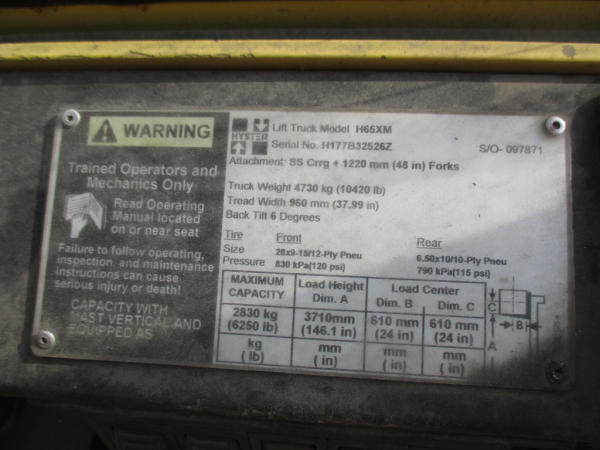 WARNING
Trained Operators and
Mechanics Only
Read Operating
Manual located
on or near seat
Failure to follow operating,
inspection, and maintenance
instructions can cause
serious injury or death!
CAPACITY WITH
MAST VERTICAL AND
EQUIPPED AS
HYSTER
Lift Truck Model H65XM
Serial No. H177B32526Z
S/O- 097871
Attachment: SS Crrg + 1220 mm (48 in) Forks
Truck Weight 4730 kg (10420 lb)
Tread Width 960 mm (37.99 in)
Back Tilt 6 Degrees
Tire Front Rear
Size 28x9-15/12-Ply Pneu 6.50x10/10-Ply Pneu
Pressure 830 kPa(120 psi) 790 kPa(115 psi)
MAXIMUM CAPACITY Load Height Dim. A Load Center Dim. B Dim. C
2830 kg 3710mm 610 mm 610 mm
(6250 lb) (146.1 in) (24 in) (24 in)
kg mm mm mm
( lb) ( in) ( in) ( in)
C
B
A